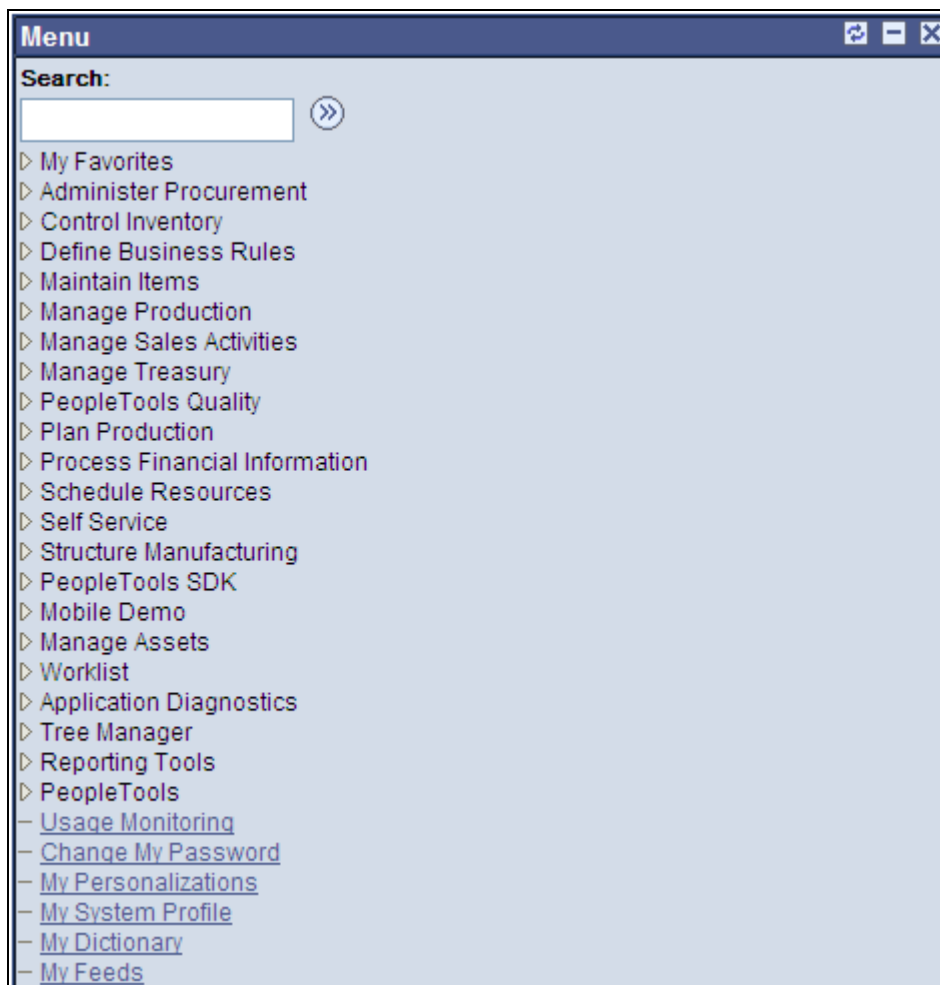 Menu
Search:
My Favorites
Administer Procurement
Control Inventory
Define Business Rules
Maintain Items
Manage Production
Manage Sales Activities
Manage Treasury
PeopleTools Quality
Plan Production
Process Financial Information
Schedule Resources
Self Service
Structure Manufacturing
PeopleTools SDK
Mobile Demo
Manage Assets
Worklist
Application Diagnostics
Tree Manager
Reporting Tools
PeopleTools
Usage Monitoring
Change My Password
My Personalizations
My System Profile
My Dictionary
My Feeds